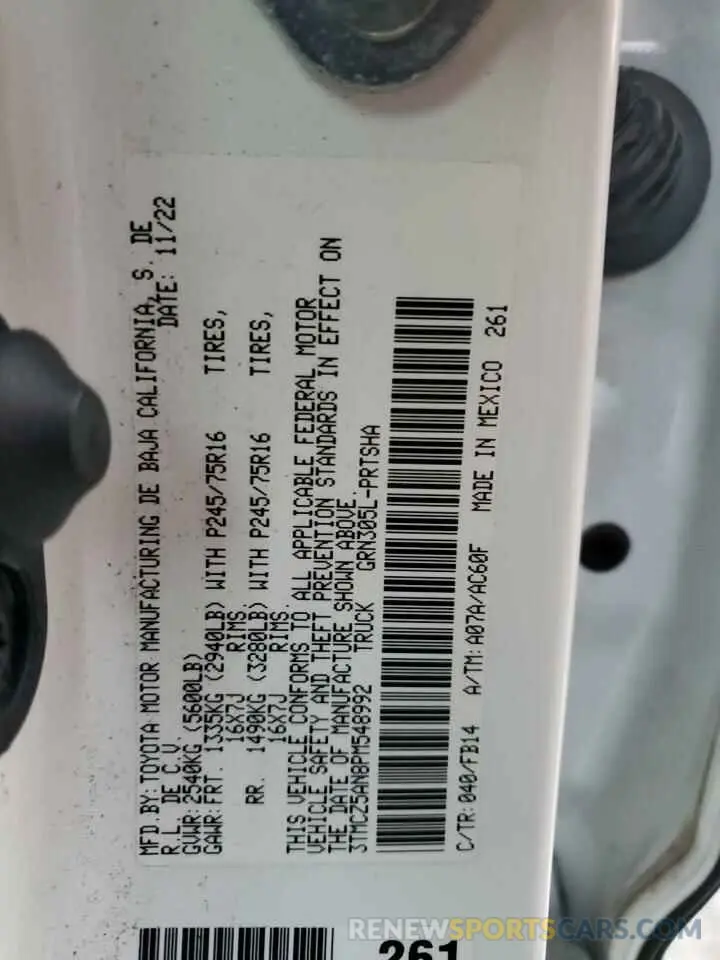 MFD.BY: TOYOTA MOTOR MANUFACTURING DE BAJA CALIFORNIA, S. DE
R.L. DE C.V. DATE: 11/22
GVWR: 2540KG (5600LB)
GAWR: FRT. 1335KG (2940LB) WITH P245/75R16 TIRES,
16X7J RIMS.
RR. 1490KG (3280LB) WITH P245/75R16 TIRES,
16X7J RIMS.
THIS VEHICLE CONFORMS TO ALL APPLICABLE FEDERAL MOTOR
VEHICLE SAFETY AND THEFT PREVENTION STANDARDS IN EFFECT ON
THE DATE OF MANUFACTURE SHOWN ABOVE.
3TMCZ5AN8PM548992 TRUCK GRN305L-PRTSHA
C/TR: 040/FB14 A/TM: A07A/AC60F MADE IN MEXICO 261
261
RENEWSPORTSCARS.COM